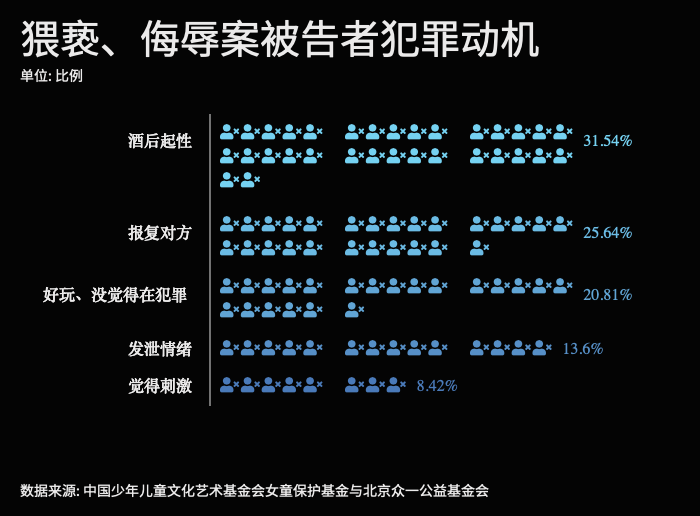 猥亵、侮辱案被告者犯罪动机
单位: 比例
酒后起性 31.54%
报复对方 25.64%
好玩、没觉得在犯罪 20.81%
发泄情绪 13.6%
觉得刺激 8.42%
数据来源: 中国少年儿童文化艺术基金会女童保护基金与北京众一公益基金会